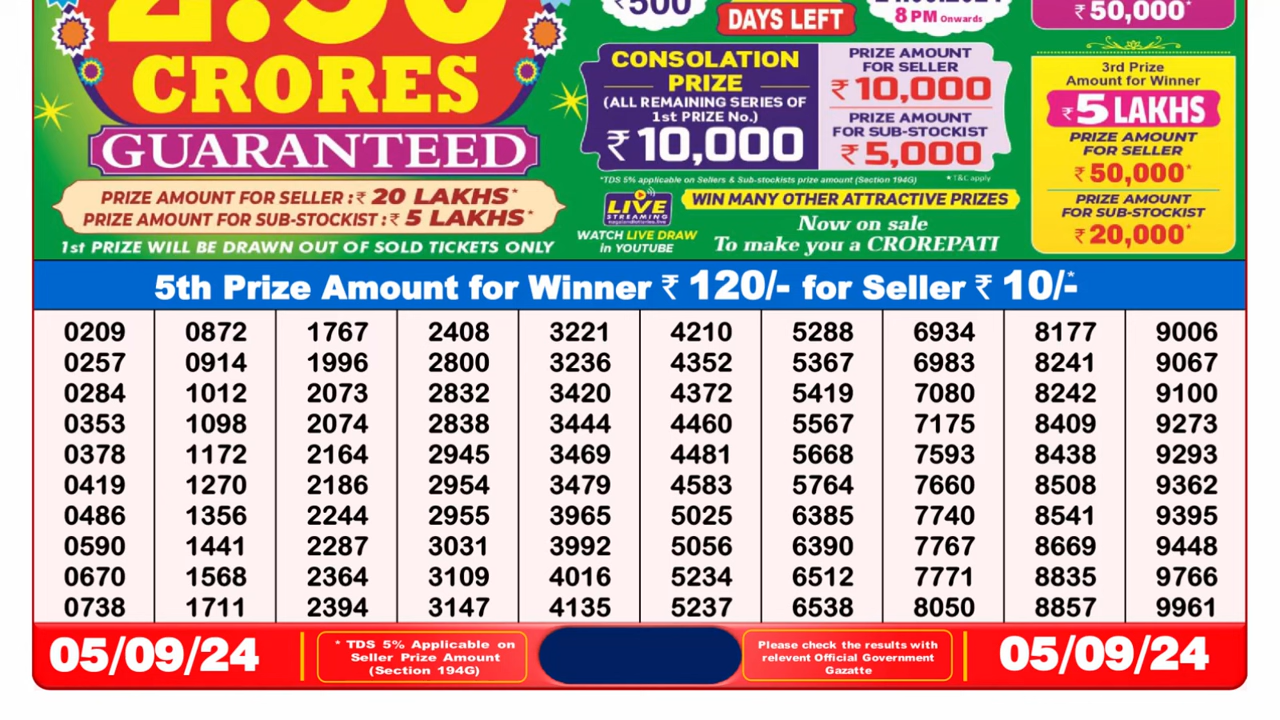 2.50
CRORES
GUARANTEED
PRIZE AMOUNT FOR SELLER : ₹ 20 LAKHS*
PRIZE AMOUNT FOR SUB-STOCKIST : ₹ 5 LAKHS*
1st PRIZE WILL BE DRAWN OUT OF SOLD TICKETS ONLY
₹500
DAYS LEFT
8 PM Onwards
₹ 50,000*
CONSOLATION
PRIZE
(ALL REMAINING SERIES OF
1st PRIZE No.)
₹ 10,000
PRIZE AMOUNT
FOR SELLER
₹ 10,000
PRIZE AMOUNT
FOR SUB-STOCKIST
₹ 5,000
*TDS 5% applicable on Sellers & Sub-stockists prize amount (Section 194G)
* T&C apply
LIVE
STREAMING
WATCH LIVE DRAW
in YOUTUBE
WIN MANY OTHER ATTRACTIVE PRIZES
Now on sale
To make you a CROREPATI
3rd Prize
Amount for Winner
₹ 5 LAKHS
PRIZE AMOUNT
FOR SELLER
₹ 50,000*
PRIZE AMOUNT
FOR SUB-STOCKIST
₹ 20,000*
5th Prize Amount for Winner ₹ 120/- for Seller ₹ 10/-*
0209 0872 1767 2408 3221 4210 5288 6934 8177 9006
0257 0914 1996 2800 3236 4352 5367 6983 8241 9067
0284 1012 2073 2832 3420 4372 5419 7080 8242 9100
0353 1098 2074 2838 3444 4460 5567 7175 8409 9273
0378 1172 2164 2945 3469 4481 5668 7593 8438 9293
0419 1270 2186 2954 3479 4583 5764 7660 8508 9362
0486 1356 2244 2955 3965 5025 6385 7740 8541 9395
0590 1441 2287 3031 3992 5056 6390 7767 8669 9448
0670 1568 2364 3109 4016 5234 6512 7771 8835 9766
0738 1711 2394 3147 4135 5237 6538 8050 8857 9961
05/09/24
* TDS 5% Applicable on
Seller Prize Amount
(Section 194G)
Please check the results with
relevent Official Government
Gazatte
05/09/24